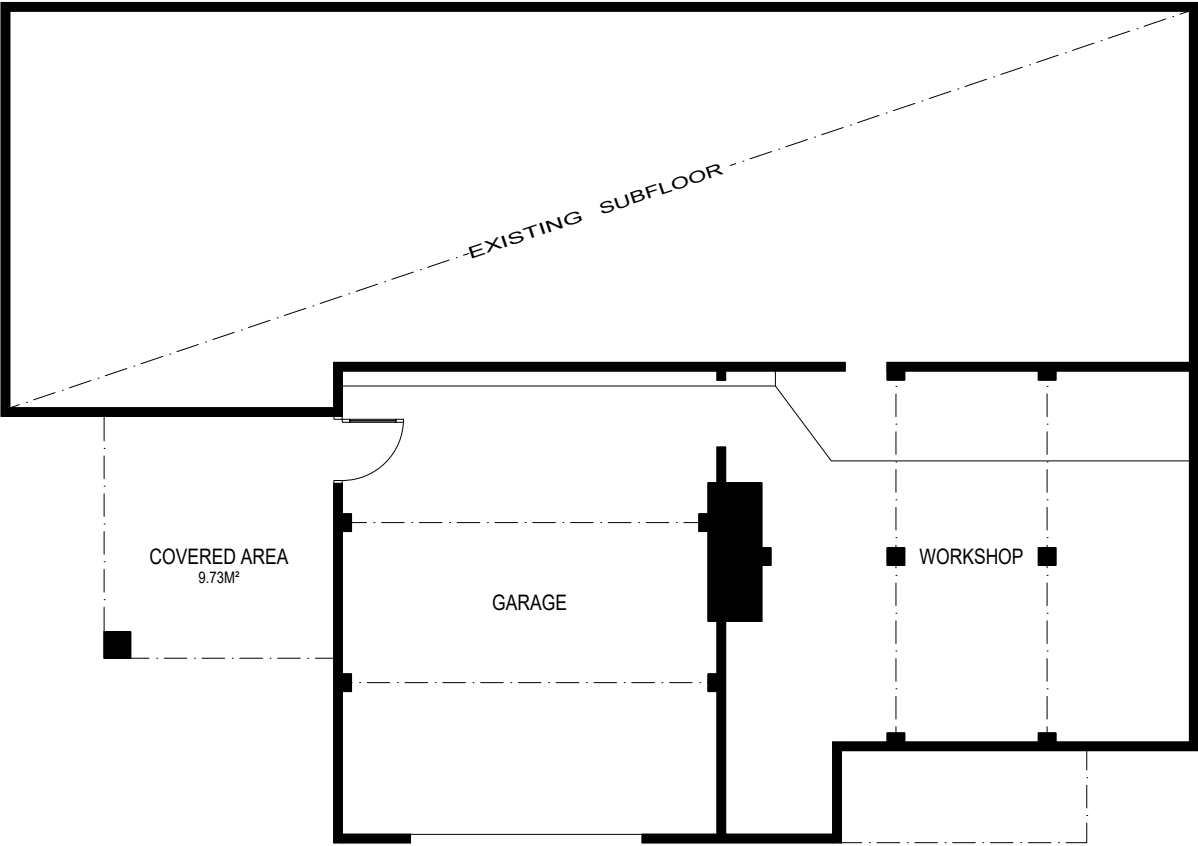 EXISTING SUBFLOOR
COVERED AREA
9.73M²
GARAGE
WORKSHOP